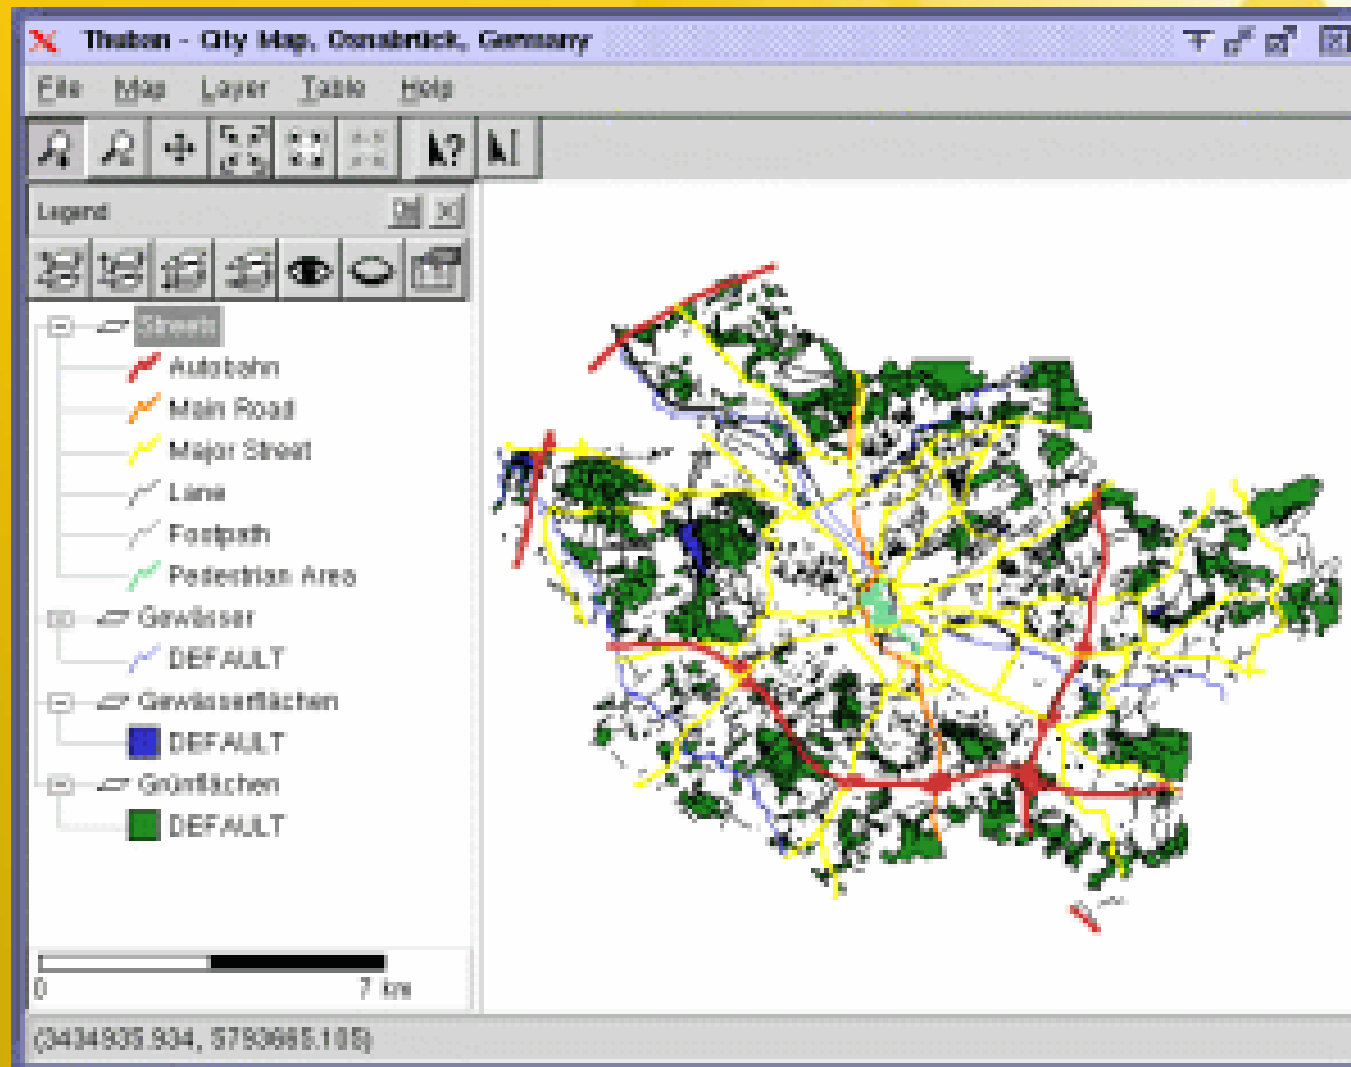 Thuban - City Map, Osnabrück, Germany
File Map Layer Table Help
Legend
Streets
Autobahn
Main Road
Major Street
Lane
Footpath
Pedestrian Area
Gewässer
DEFAULT
Gewässerflächen
DEFAULT
Grünflächen
DEFAULT
0 7 km
(3434935.934, 5793665.105)